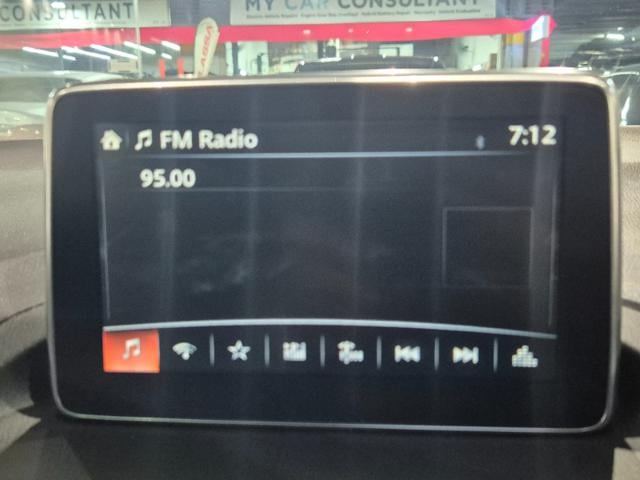 CONSULTANT
MY CAR CONSULTANT
FM Radio
7:12
95.00